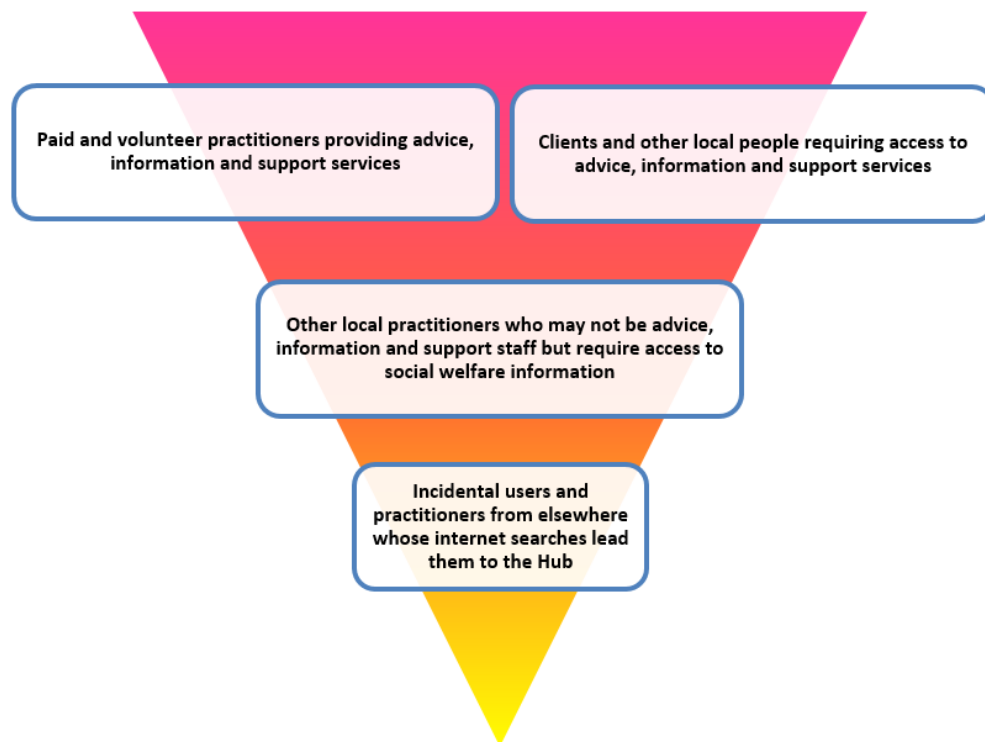 Paid and volunteer practitioners providing advice,
information and support services
Clients and other local people requiring access to
advice, information and support services
Other local practitioners who may not be advice,
information and support staff but require access to
social welfare information
Incidental users and
practitioners from elsewhere
whose internet searches lead
them to the Hub